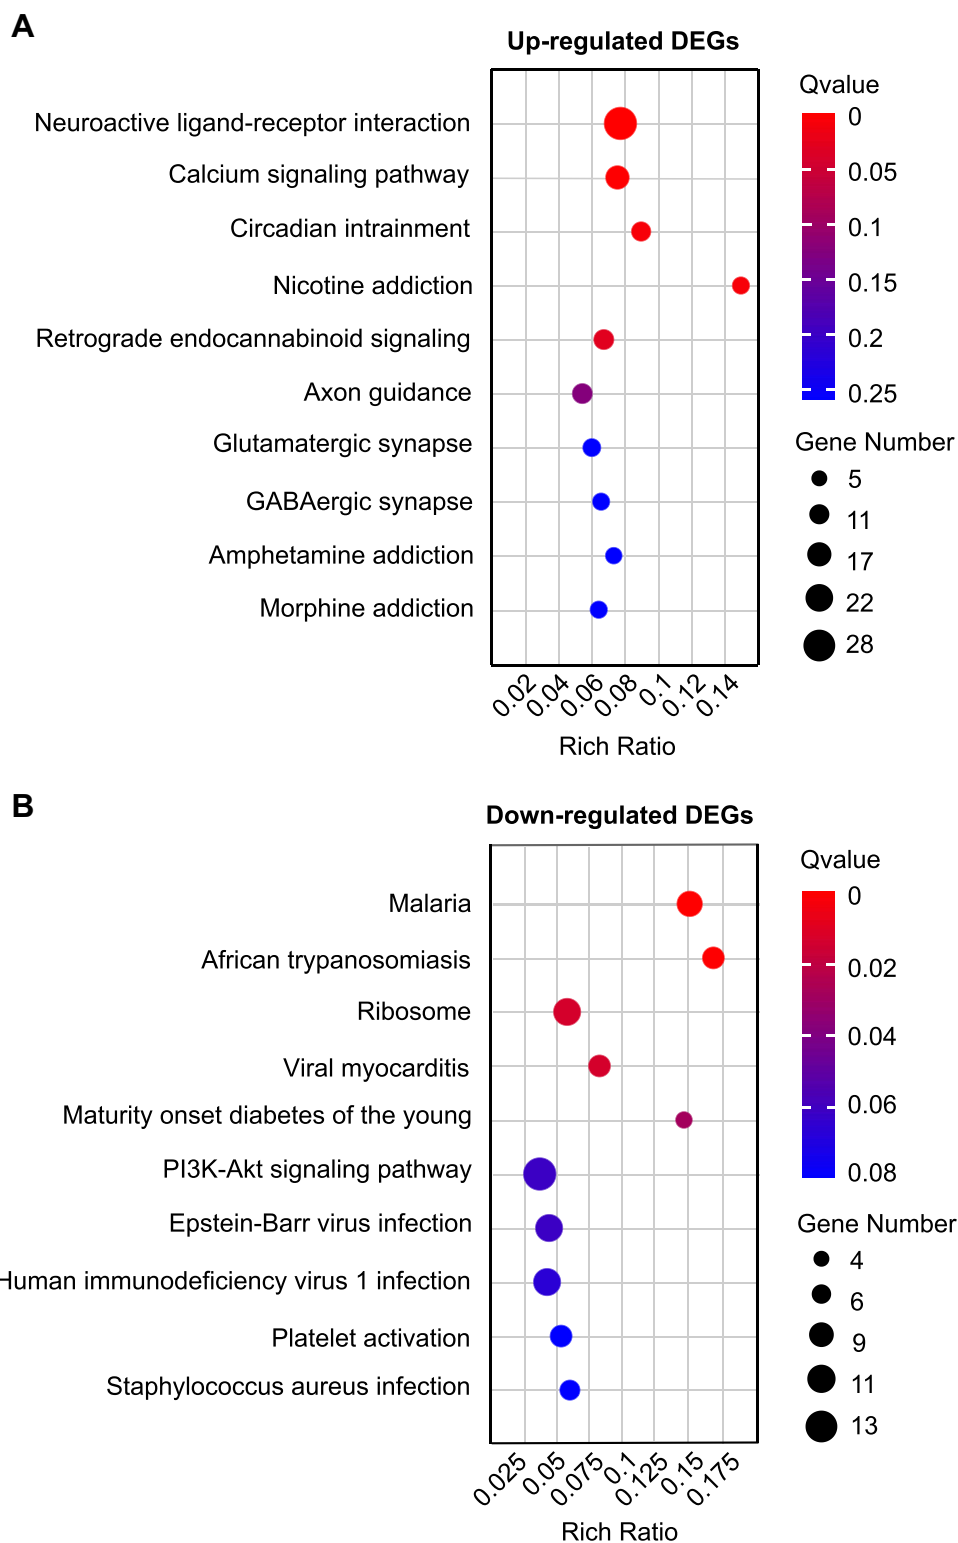 A
Up-regulated DEGs
Neuroactive ligand-receptor interaction
Calcium signaling pathway
Circadian intrainment
Nicotine addiction
Retrograde endocannabinoid signaling
Axon guidance
Glutamatergic synapse
GABAergic synapse
Amphetamine addiction
Morphine addiction
0.02 0.04 0.06 0.08 0.1 0.12 0.14
Rich Ratio
Qvalue
0
0.05
0.1
0.15
0.2
0.25
Gene Number
5
11
17
22
28
B
Down-regulated DEGs
Malaria
African trypanosomiasis
Ribosome
Viral myocarditis
Maturity onset diabetes of the young
PI3K-Akt signaling pathway
Epstein-Barr virus infection
Human immunodeficiency virus 1 infection
Platelet activation
Staphylococcus aureus infection
0.025 0.05 0.075 0.1 0.125 0.15 0.175
Rich Ratio
Qvalue
0
0.02
0.04
0.06
0.08
Gene Number
4
6
9
11
13